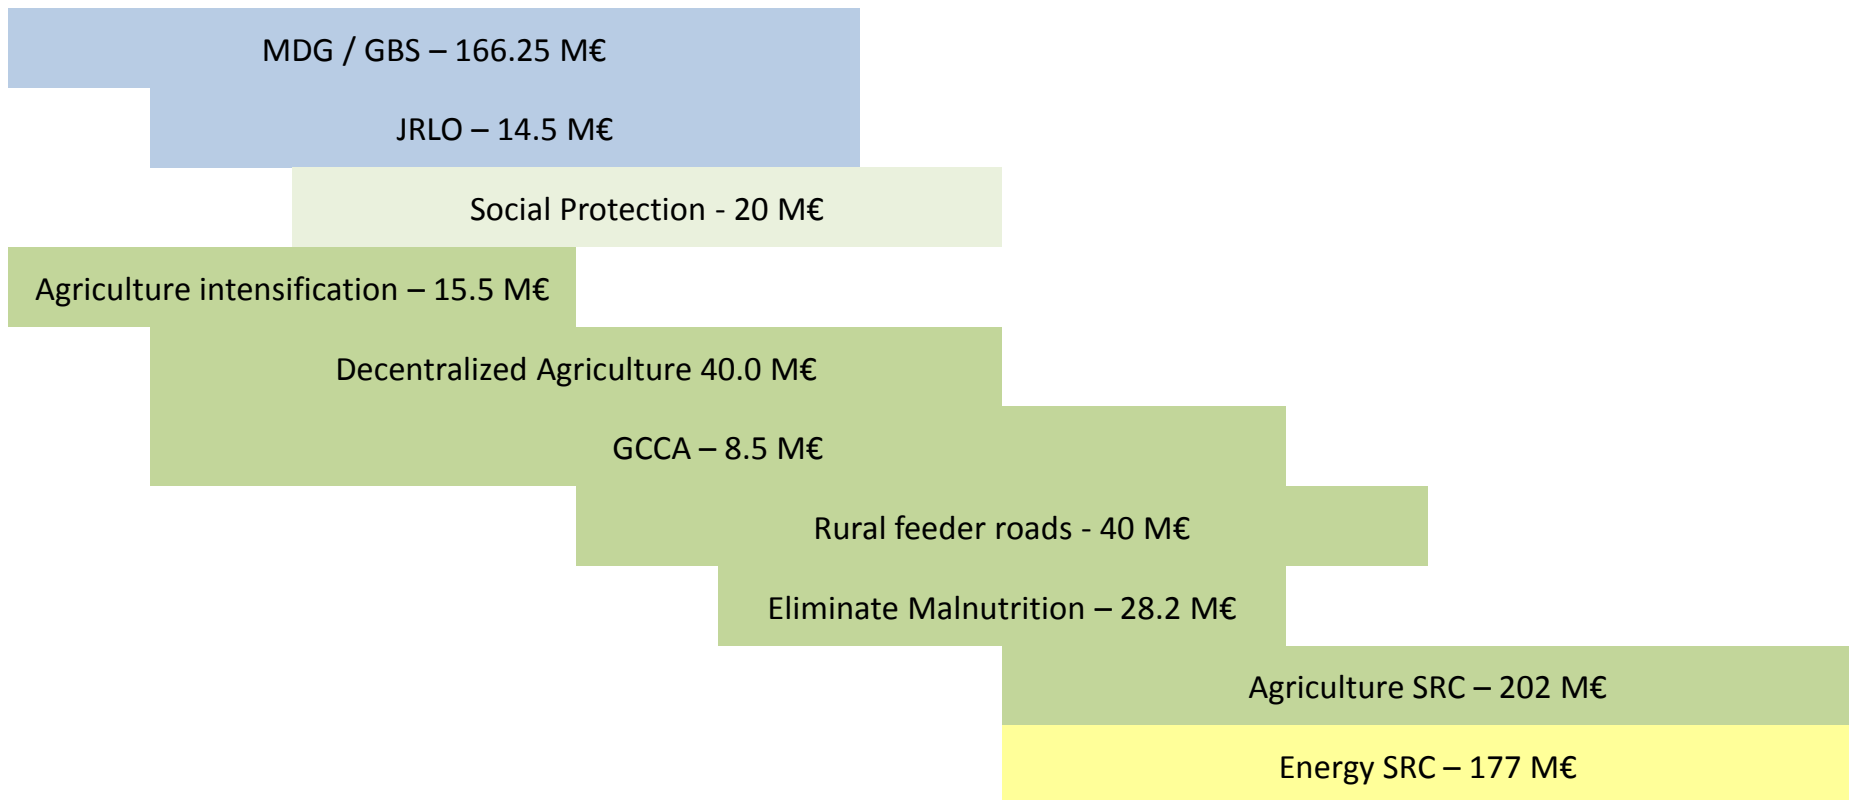 MDG / GBS – 166.25 M€
JRLO – 14.5 M€
Social Protection - 20 M€
Agriculture intensification – 15.5 M€
Decentralized Agriculture 40.0 M€
GCCA – 8.5 M€
Rural feeder roads - 40 M€
Eliminate Malnutrition – 28.2 M€
Agriculture SRC – 202 M€
Energy SRC – 177 M€